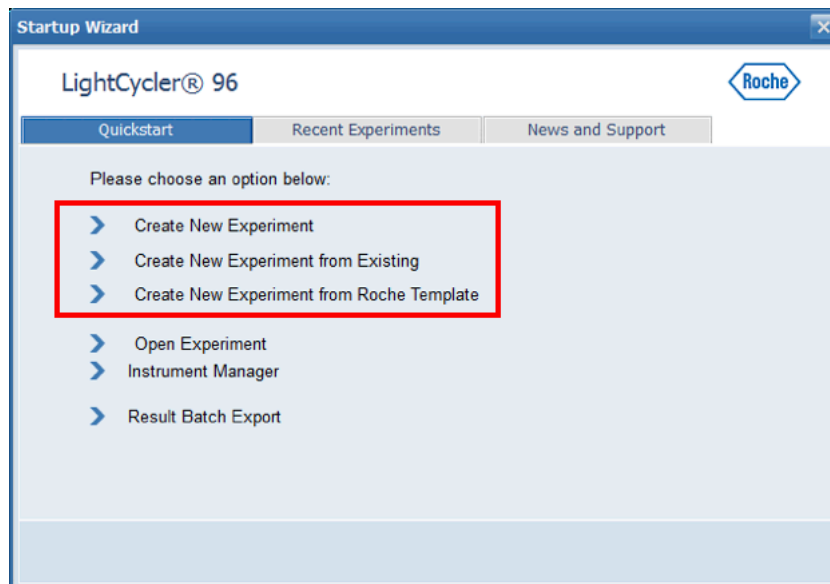 Startup Wizard
LightCycler® 96
Roche
Quickstart Recent Experiments News and Support
Please choose an option below:
Create New Experiment
Create New Experiment from Existing
Create New Experiment from Roche Template
Open Experiment
Instrument Manager
Result Batch Export